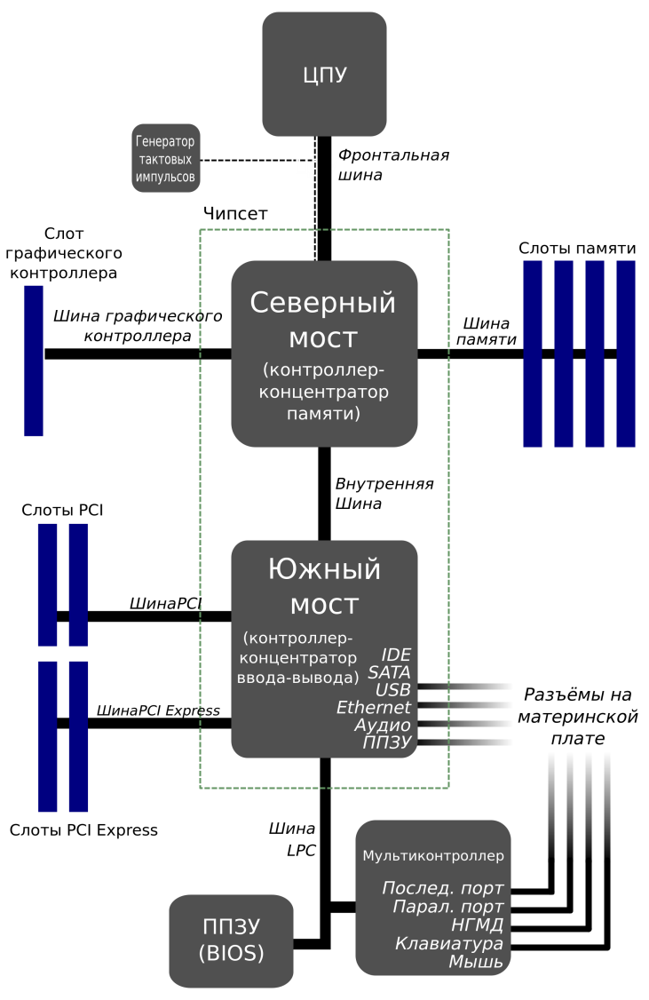 ЦПУ
Генератор
тактовых
импульсов
Фронтальная
шина
Чипсет
Слот
графического
контроллера
Слоты памяти
Шина графического
контроллера
Северный
мост
(контроллер-
концентратор
памяти)
Шина
памяти
Внутренняя
Шина
Слоты PCI
ШинаPCI
Южный
мост
(контроллер-
концентратор
ввода-вывода)
IDE
SATA
USB
Ethernet
Аудио
ППЗУ
Разъёмы на
материнской
плате
ШинаPCI Express
Слоты PCI Express
Шина
LPC
Мультиконтроллер
Послед. порт
Парал. порт
НГМД
Клавиатура
Мышь
ППЗУ
(BIOS)